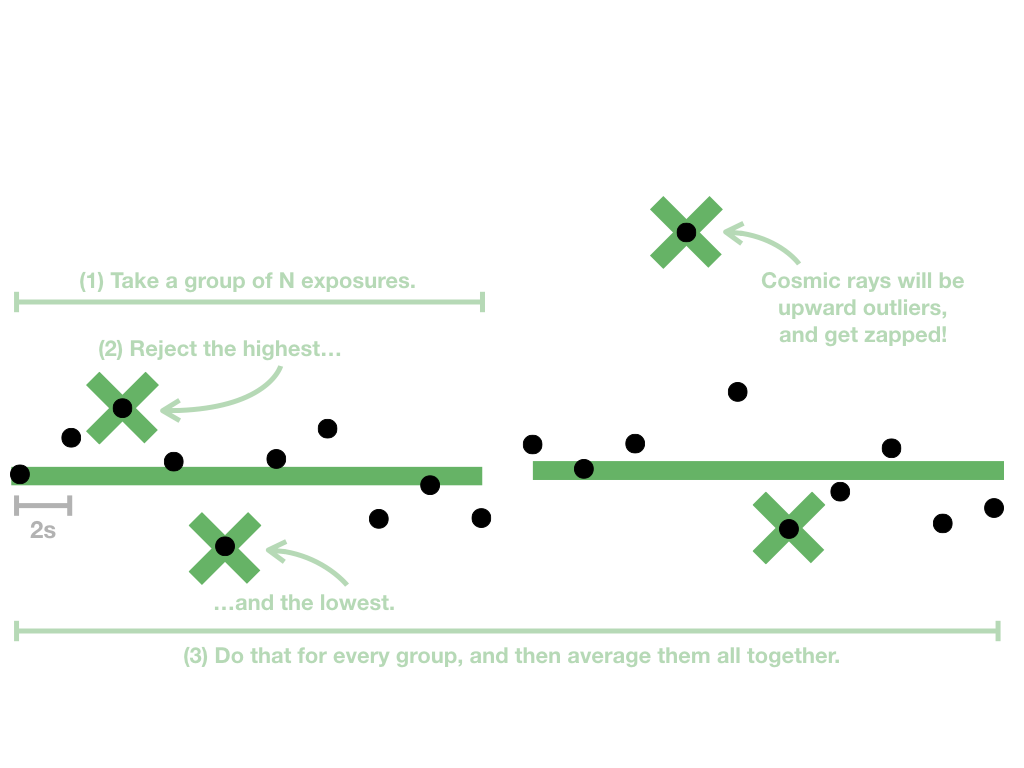 (1) Take a group of N exposures.
(2) Reject the highest…
Cosmic rays will be
upward outliers,
and get zapped!
2s
…and the lowest.
(3) Do that for every group, and then average them all together.